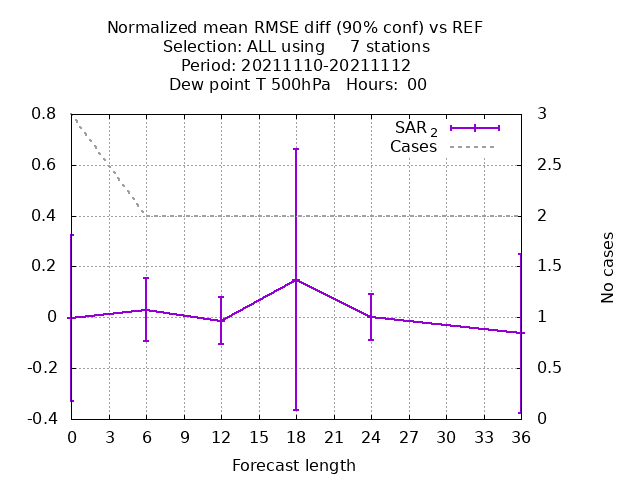 Normalized mean RMSE diff (90% conf) vs REF
Selection: ALL using     7 stations
Period: 20211110-20211112
Dew point T 500hPa   Hours:  00
SAR 2
Cases
0.8
0.6
0.4
0.2
0
-0.2
-0.4
3
2.5
2
1.5
1
0.5
0
No cases
0 3 6 9 12 15 18 21 24 27 30 33 36
Forecast length